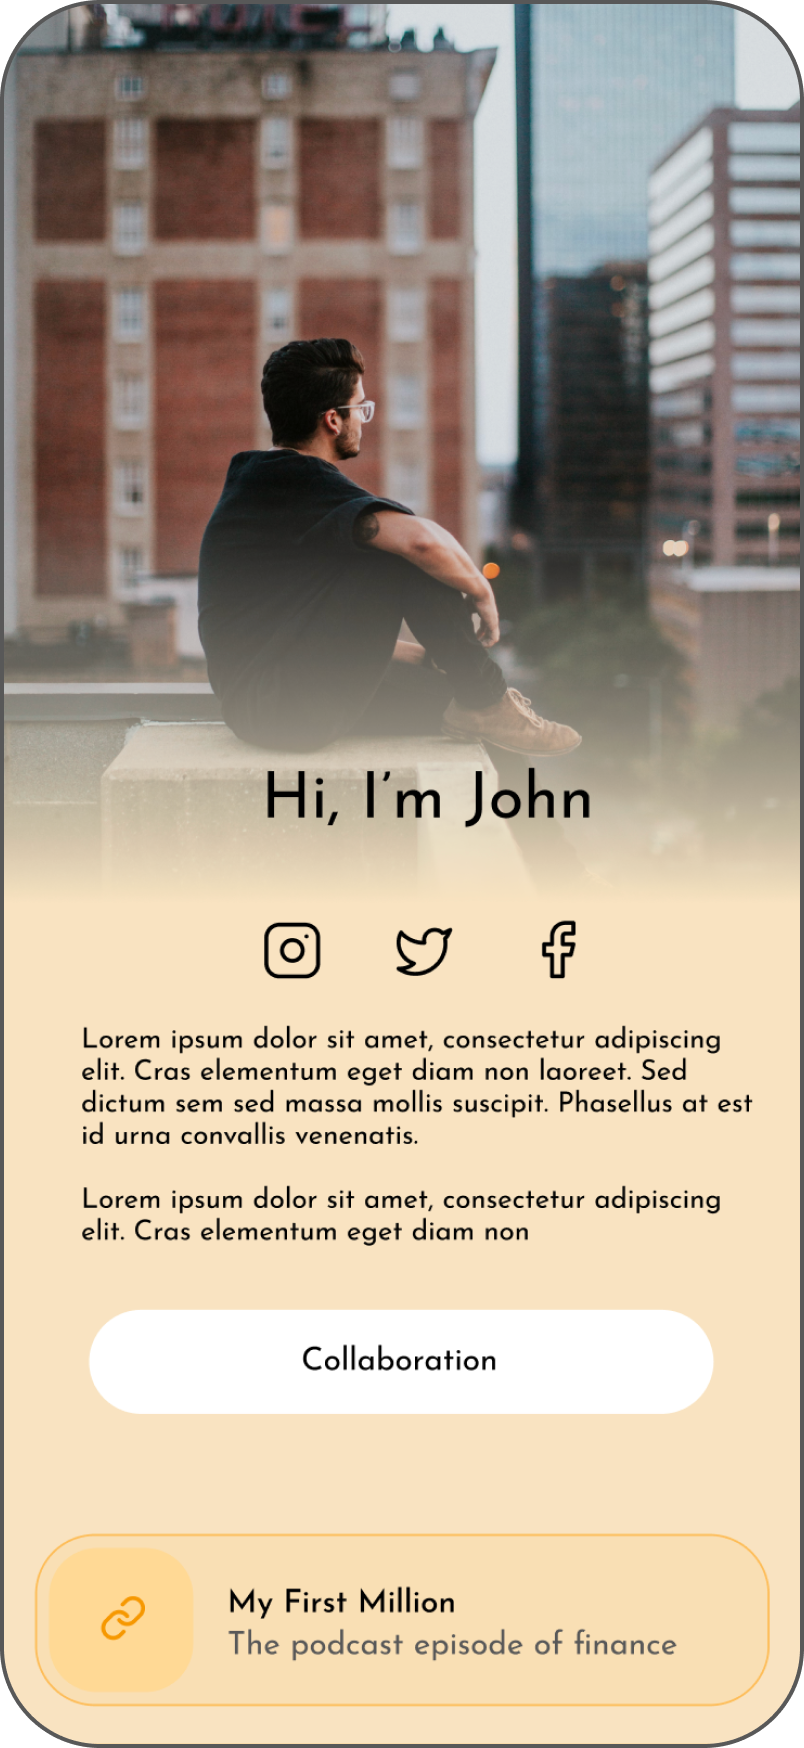 Hi, I'm John
Lorem ipsum dolor sit amet, consectetur adipiscing
elit. Cras elementum eget diam non laoreet. Sed
dictum sem sed massa mollis suscipit. Phasellus at est
id urna convallis venenatis.
Lorem ipsum dolor sit amet, consectetur adipiscing
elit. Cras elementum eget diam non
Collaboration
My First Million
The podcast episode of finance